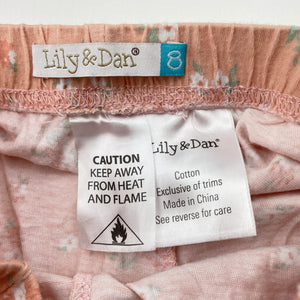 Lily & Dan® 8
CAUTION
KEEP AWAY
FROM HEAT
AND FLAME
Lily & Dan®
Cotton
Exclusive of trims
Made in China
See reverse for care